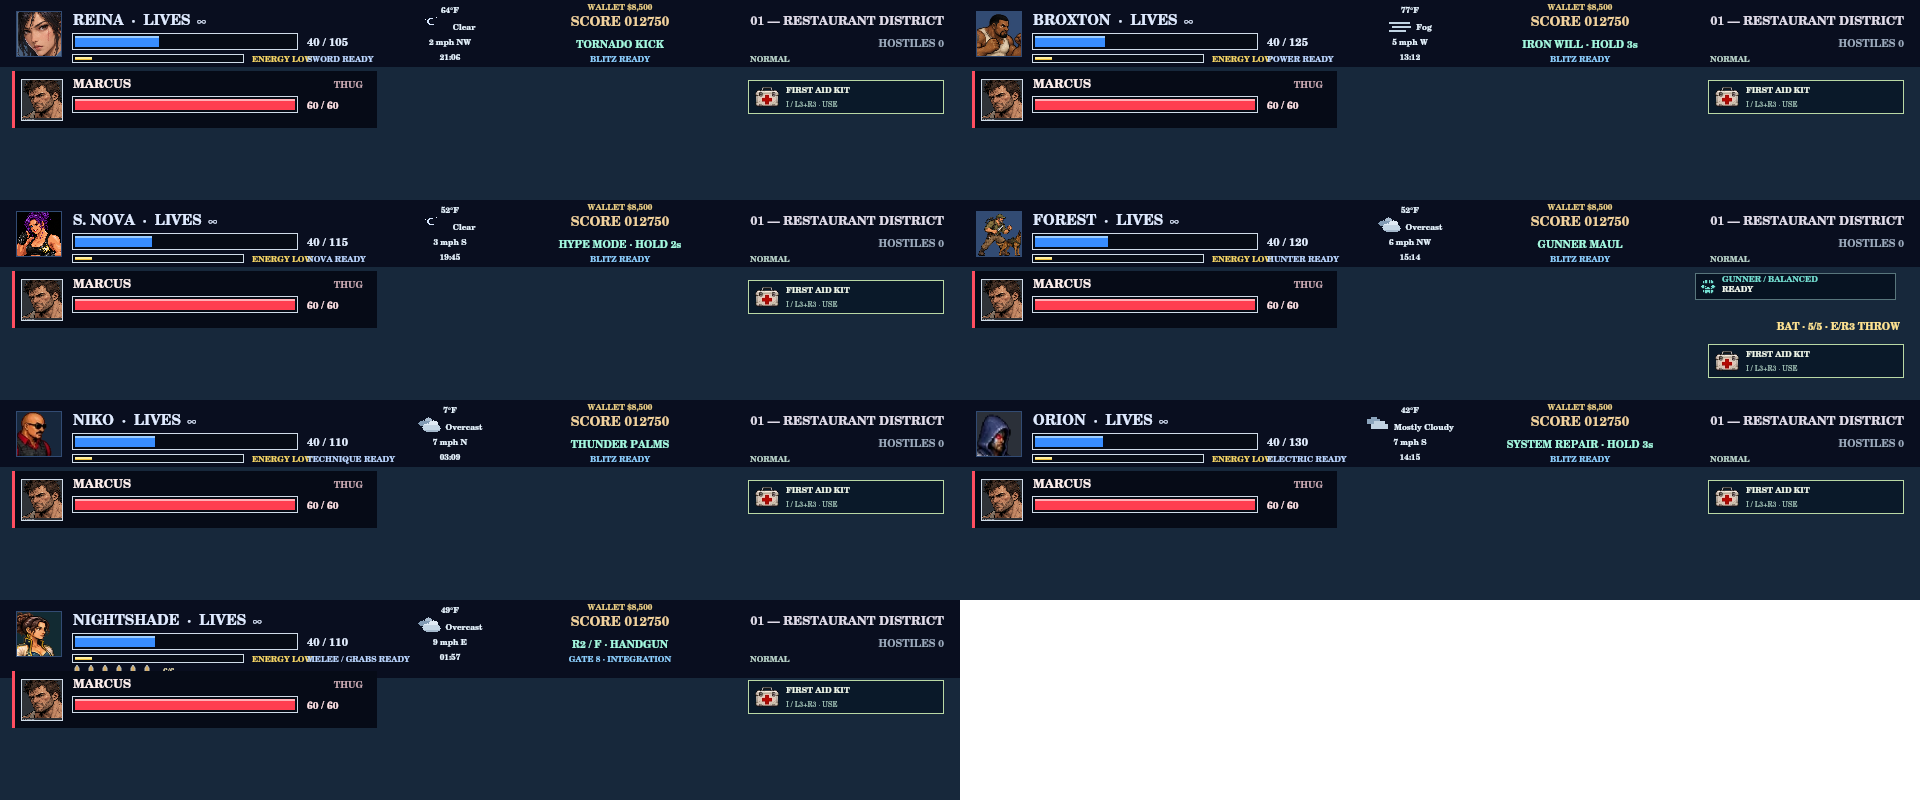 REINA · LIVES ∞
40 / 105
ENERGY LOW
SWORD READY
64°F
Clear
2 mph NW
21:06
WALLET $8,500
SCORE 012750
TORNADO KICK
BLITZ READY
01 — RESTAURANT DISTRICT
HOSTILES 0
NORMAL
MARCUS
THUG
60 / 60
FIRST AID KIT
I / L3+R3 · USE
BROXTON · LIVES ∞
40 / 125
ENERGY LOW
POWER READY
77°F
Fog
5 mph W
13:12
WALLET $8,500
SCORE 012750
IRON WILL · HOLD 3s
BLITZ READY
01 — RESTAURANT DISTRICT
HOSTILES 0
NORMAL
MARCUS
THUG
60 / 60
FIRST AID KIT
I / L3+R3 · USE
S. NOVA · LIVES ∞
40 / 115
ENERGY LOW
NOVA READY
52°F
Clear
3 mph S
19:45
WALLET $8,500
SCORE 012750
HYPE MODE · HOLD 2s
BLITZ READY
01 — RESTAURANT DISTRICT
HOSTILES 0
NORMAL
MARCUS
THUG
60 / 60
FIRST AID KIT
I / L3+R3 · USE
FOREST · LIVES ∞
40 / 120
ENERGY LOW
HUNTER READY
52°F
Overcast
6 mph NW
15:14
WALLET $8,500
SCORE 012750
GUNNER MAUL
BLITZ READY
01 — RESTAURANT DISTRICT
HOSTILES 0
NORMAL
MARCUS
THUG
60 / 60
GUNNER / BALANCED
READY
BAT · 5/5 · E/R3 THROW
FIRST AID KIT
I / L3+R3 · USE
NIKO · LIVES ∞
40 / 110
ENERGY LOW
TECHNIQUE READY
7°F
Overcast
7 mph N
03:09
WALLET $8,500
SCORE 012750
THUNDER PALMS
BLITZ READY
01 — RESTAURANT DISTRICT
HOSTILES 0
NORMAL
MARCUS
THUG
60 / 60
FIRST AID KIT
I / L3+R3 · USE
ORION · LIVES ∞
40 / 130
ENERGY LOW
ELECTRIC READY
42°F
Mostly Cloudy
7 mph S
14:15
WALLET $8,500
SCORE 012750
SYSTEM REPAIR · HOLD 3s
BLITZ READY
01 — RESTAURANT DISTRICT
HOSTILES 0
NORMAL
MARCUS
THUG
60 / 60
FIRST AID KIT
I / L3+R3 · USE
NIGHTSHADE · LIVES ∞
40 / 110
ENERGY LOW
MELEE / GRABS READY
49°F
Overcast
9 mph E
01:57
WALLET $8,500
SCORE 012750
R2 / F · HANDGUN
GATE 8 · INTEGRATION
01 — RESTAURANT DISTRICT
HOSTILES 0
NORMAL
MARCUS
THUG
60 / 60
FIRST AID KIT
I / L3+R3 · USE